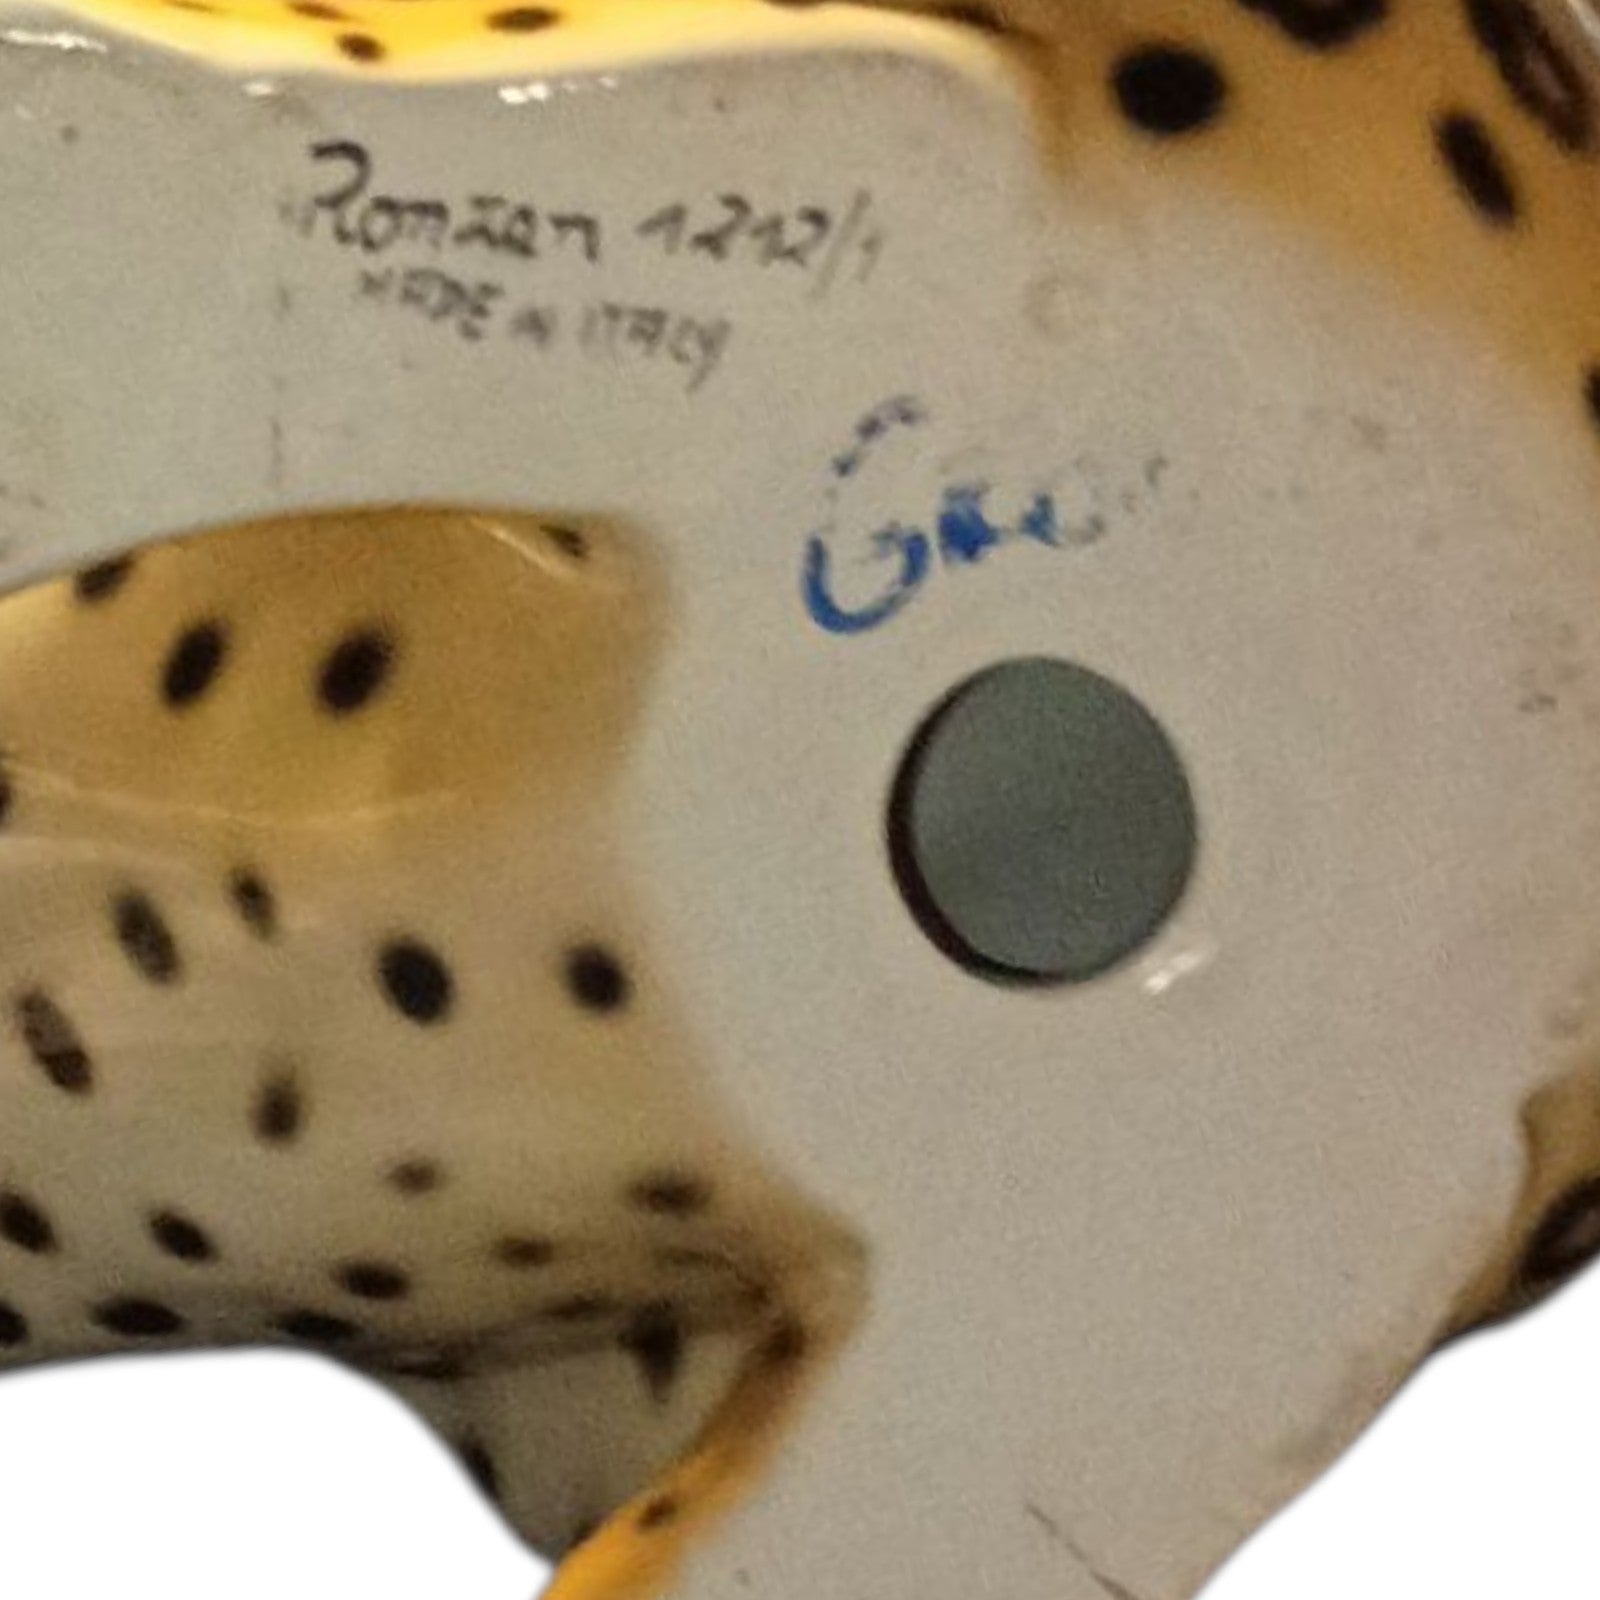 Ronzan 1212/1
MADE IN ITALY